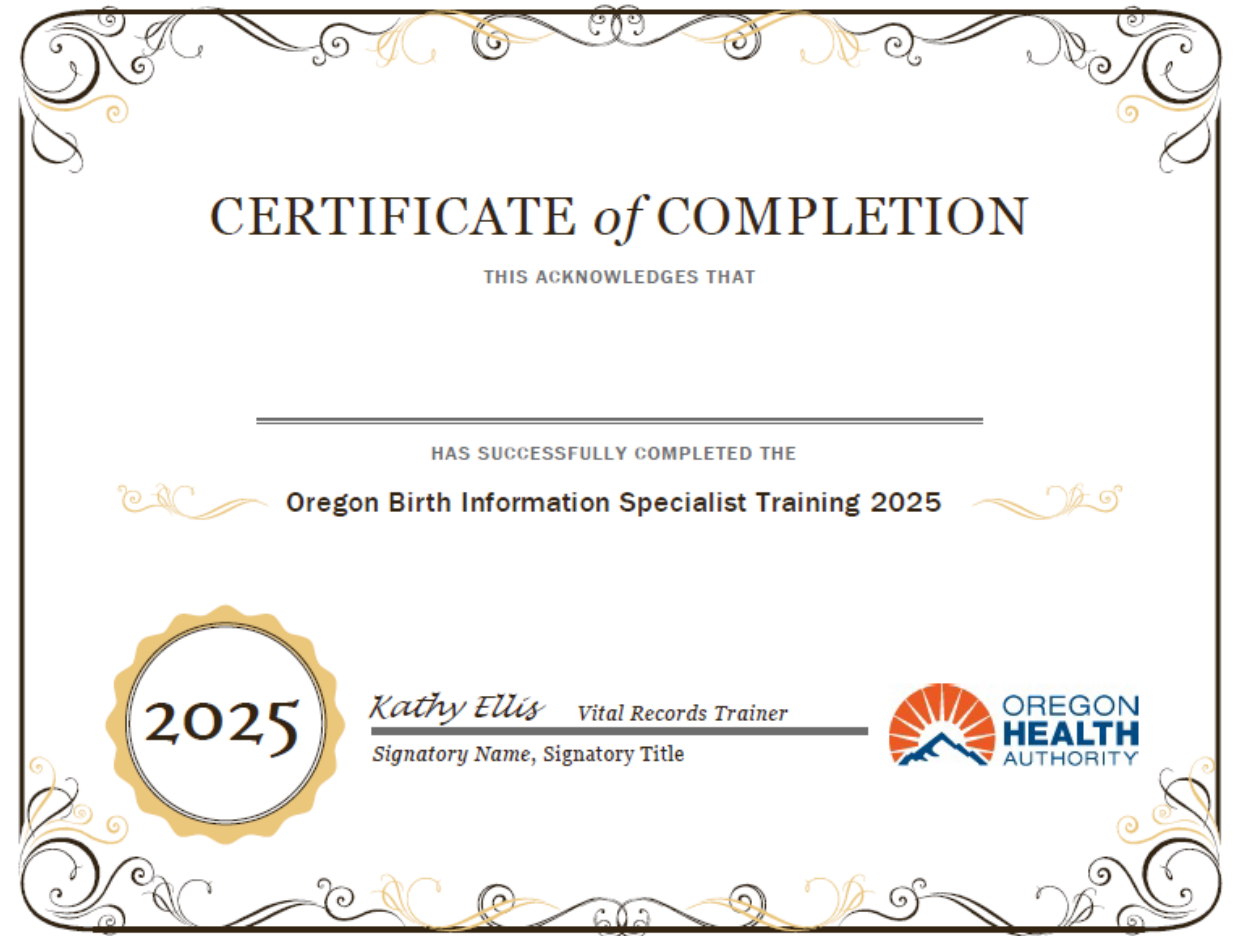 CERTIFICATE of COMPLETION
THIS ACKNOWLEDGES THAT
HAS SUCCESSFULLY COMPLETED THE
Oregon Birth Information Specialist Training 2025
2025
Kathy Ellis Vital Records Trainer
Signatory Name, Signatory Title
OREGON
HEALTH
AUTHORITY